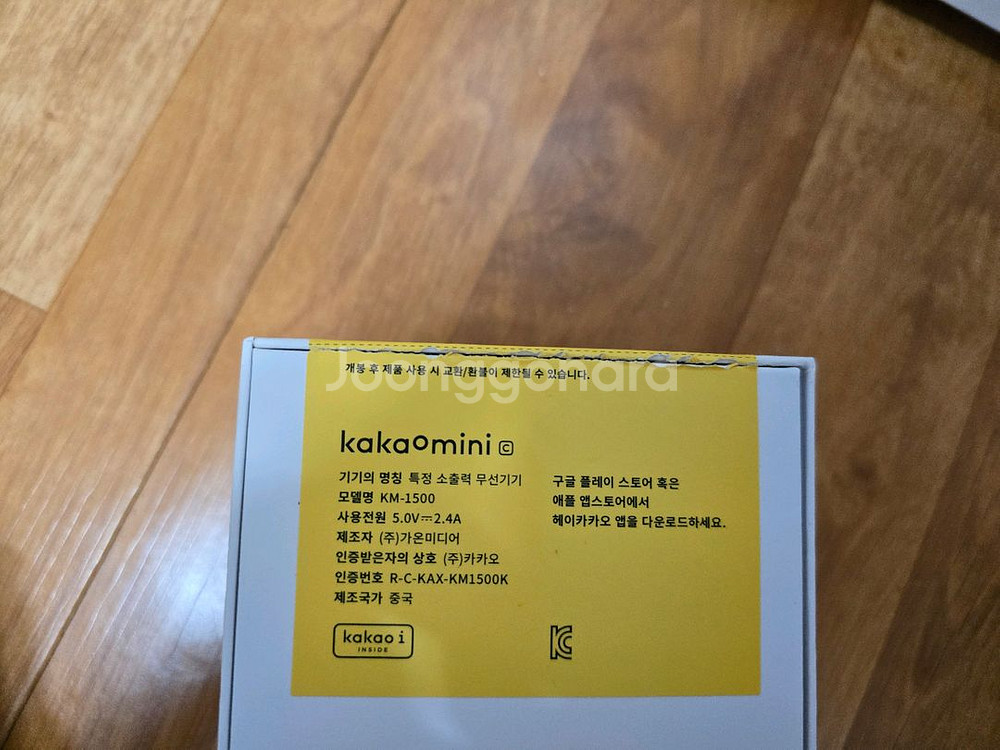 개봉 후 제품 사용 시 교환/환불이 제한될 수 있습니다.
Joonggonara
kakaomini C
기기의 명칭 특정 소출력 무선기기
모델명 KM-1500
사용전원 5.0V⎓2.4A
제조자 (주)가온미디어
인증받은자의 상호 (주)카카오
인증번호 R-C-KAX-KM1500K
제조국가 중국
구글 플레이 스토어 혹은
애플 앱스토어에서
헤이카카오 앱을 다운로드하세요.
kakao i
INSIDE
KC